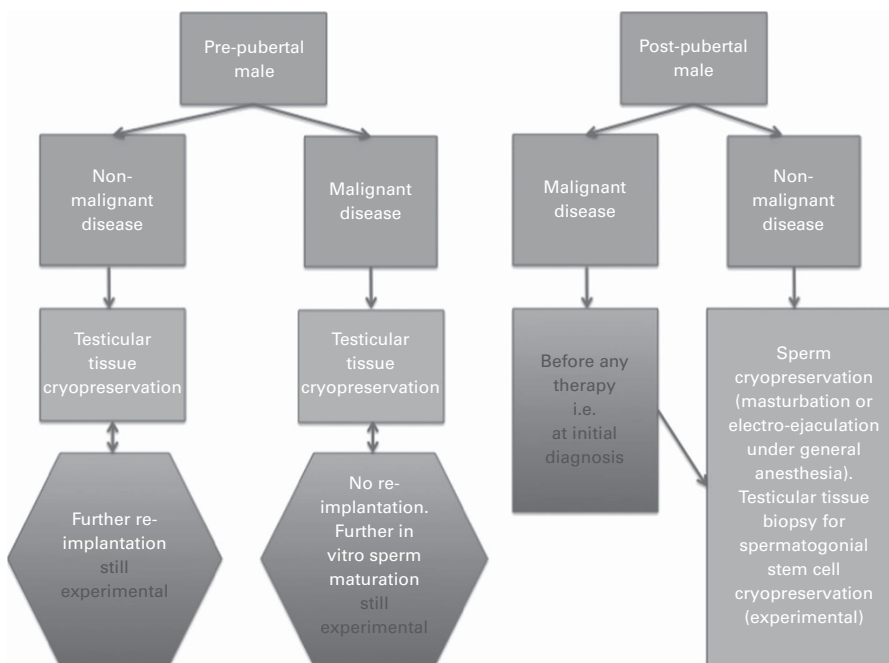 Pre-pubertal
male
Post-pubertal
male
Non-
malignant
disease
Malignant
disease
Malignant
disease
Non-
malignant
disease
Testicular
tissue
cryopreservation
Testicular
tissue
cryopreservation
Before any
therapy
i.e.
at initial
diagnosis
Sperm
cryopreservation
(masturbation or
electro-ejaculation
under general
anesthesia).
Testicular tissue
biopsy for
spermatogonial
stem cell
cryopreservation
(experimental)
Further re-
implantation
still
experimental
No re-
implantation.
Further in
vitro sperm
maturation
still
experimental